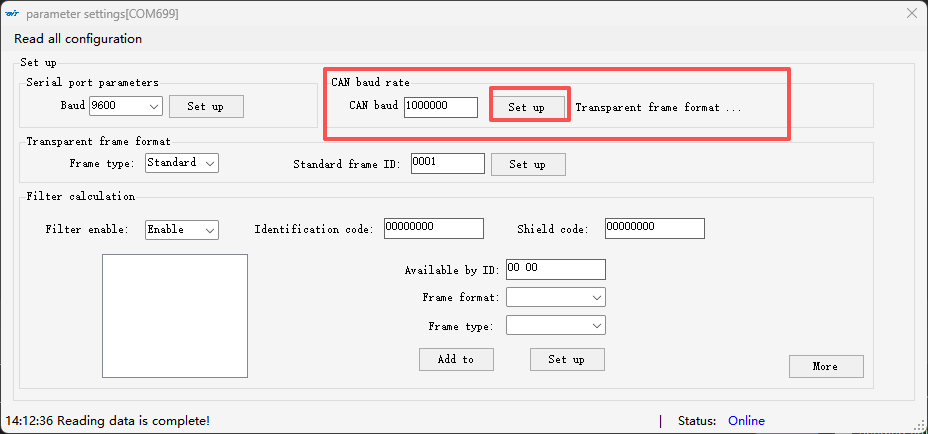 parameter settings[COM699]
Read all configuration
Set up
Serial port parameters
Baud 9600 Set up
CAN baud rate
CAN baud 1000000 Set up Transparent frame format ...
Transparent frame format
Frame type: Standard Standard frame ID: 0001 Set up
Filter calculation
Filter enable: Enable Identification code: 00000000 Shield code: 00000000
Available by ID: 00 00
Frame format:
Frame type:
Add to Set up
More
14:12:36 Reading data is complete! | Status: Online